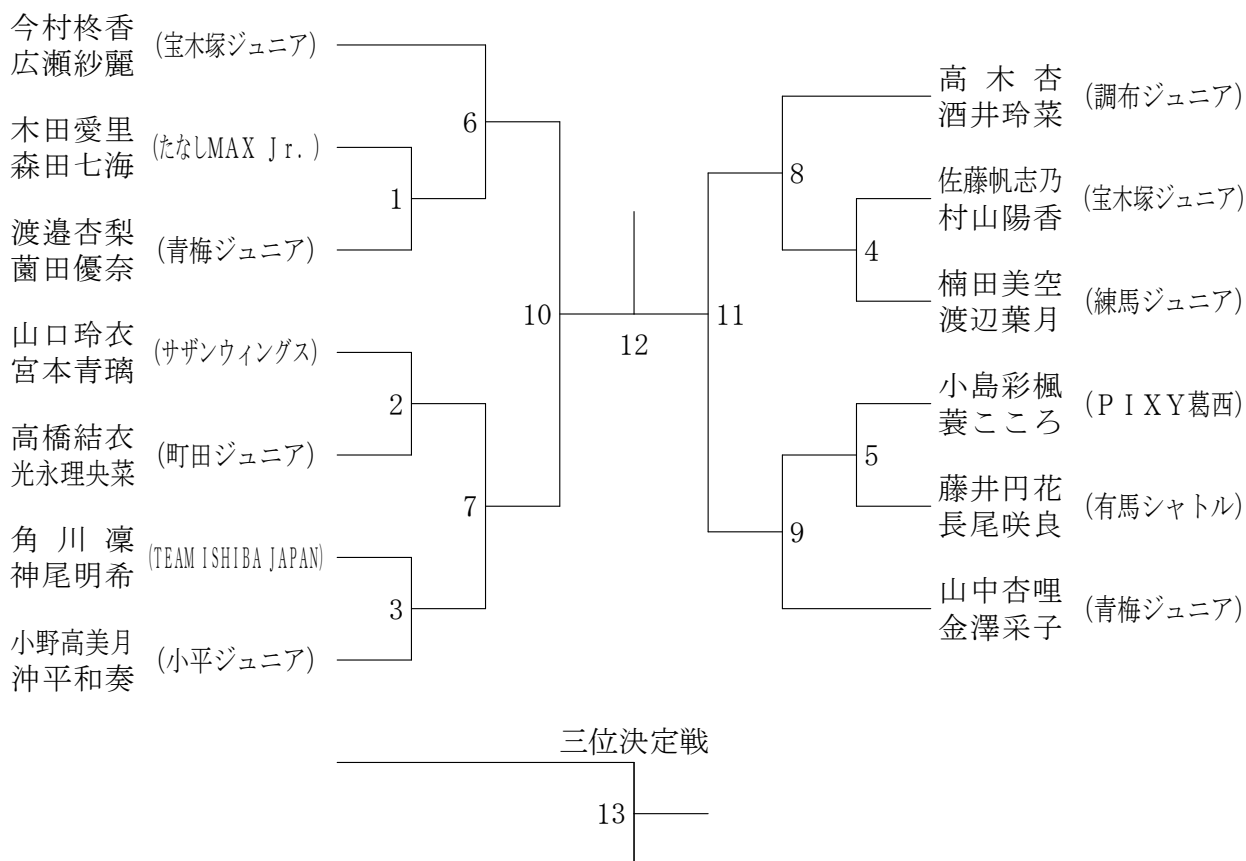 今村柊香
広瀬紗麗
(宝木塚ジュニア)
木田愛里
森田七海
(たなしMAX Jr.)
渡邉杏梨
薗田優奈
(青梅ジュニア)
山口玲衣
宮本青璃
(サザンウィングス)
高橋結衣
光永理央菜
(町田ジュニア)
角川 凜
神尾明希
(TEAM ISHIBA JAPAN)
小野高美月
沖平和奏
(小平ジュニア)
6
1
2
7
3
10
12
11
8
4
5
9
高木 杏
酒井玲菜
(調布ジュニア)
佐藤帆志乃
村山陽香
(宝木塚ジュニア)
楠田美空
渡辺葉月
(練馬ジュニア)
小島彩楓
蓑こころ
(PIXY葛西)
藤井円花
長尾咲良
(有馬シャトル)
山中杏哩
金澤采子
(青梅ジュニア)
三位決定戦
13